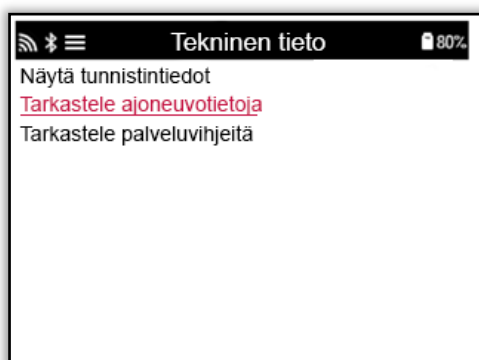 Tekninen tieto 80%
Näytä tunnistintiedot
Tarkastele ajoneuvotietoja
Tarkastele palveluvihjeitä